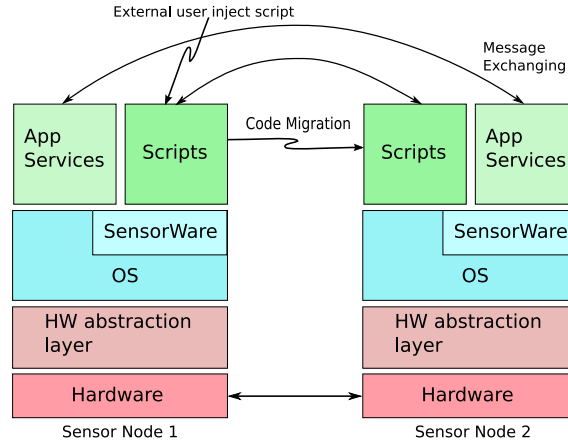 External user inject script
Message
Exchanging
App
Services
Scripts
Code Migration
Scripts
App
Services
SensorWare
OS
SensorWare
OS
HW abstraction
layer
HW abstraction
layer
Hardware
Hardware
Sensor Node 1
Sensor Node 2